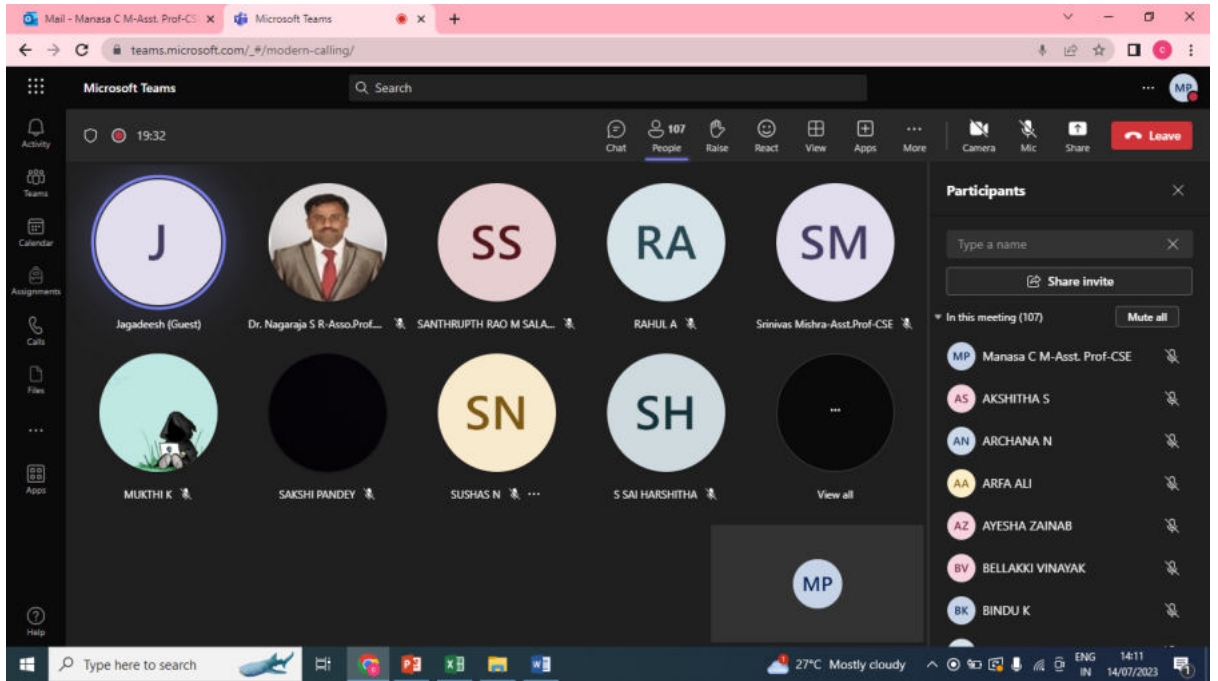 Mail - Manasa C M-Asst. Prof-CS
Microsoft Teams
teams.microsoft.com/_#/modern-calling/
C
Microsoft Teams
Search
MP
19:32
Chat
107
People
Raise
React
View
Apps
More
Camera
Mic
Share
Leave
Activity
Teams
Calendar
Assignments
Calls
Files
Apps
Help
J
Jagadeesh (Guest)
Dr. Nagaraja S R-Asso.Prof...
SS
SANTHRUPTH RAO M SALA...
RA
RAHUL A
SM
Srinivas Mishra-Asst.Prof-CSE
MUKTHI K
SAKSHI PANDEY
SN
SUSHAS N ...
SH
S SAI HARSHITHA
...
View all
MP
Participants
Type a name
Share invite
In this meeting (107)
Mute all
MP Manasa C M-Asst. Prof-CSE
AS AKSHITHA S
AN ARCHANA N
AA ARFA ALI
AZ AYESHA ZAINAB
BV BELLAKKI VINAYAK
BK BINDU K
Type here to search
27°C Mostly cloudy
ENG
IN
14:11
14/07/2023
1